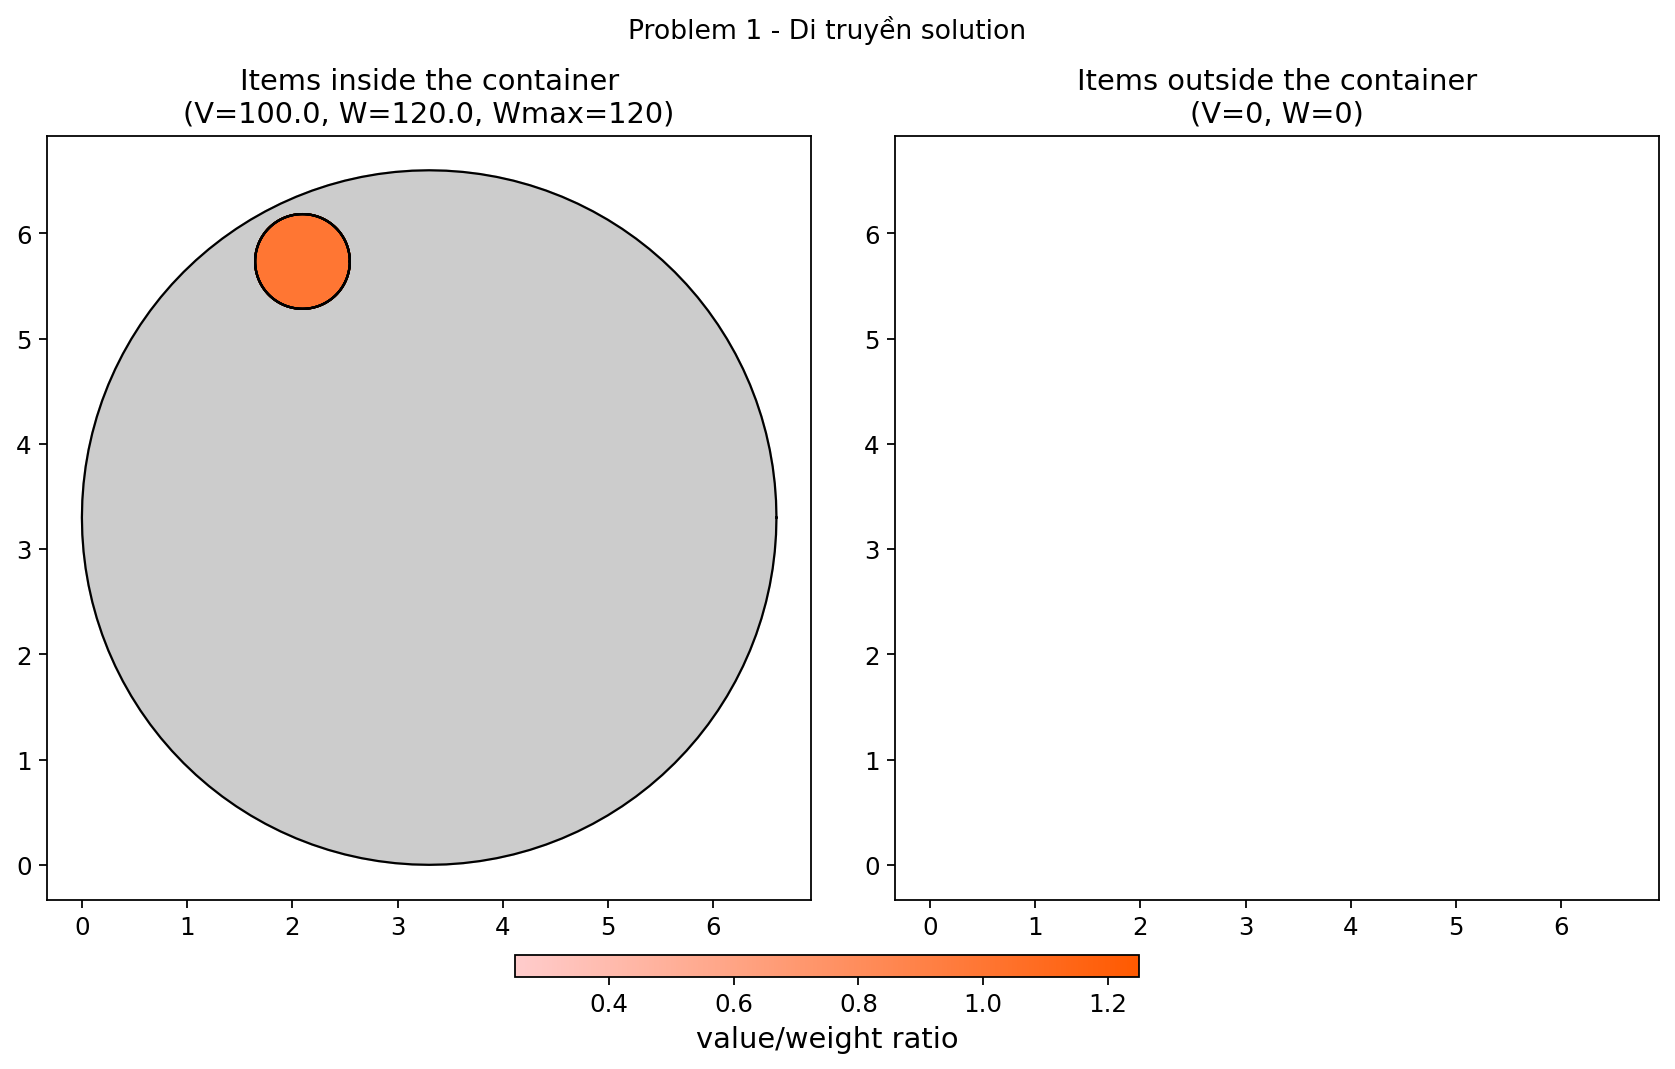 Problem 1 - Di truyền solution
Items inside the container
(V=100.0, W=120.0, Wmax=120)
6
5
4
3
2
1
0
0 1 2 3 4 5 6
Items outside the container
(V=0, W=0)
6
5
4
3
2
1
0
0 1 2 3 4 5 6
0.4 0.6 0.8 1.0 1.2
value/weight ratio